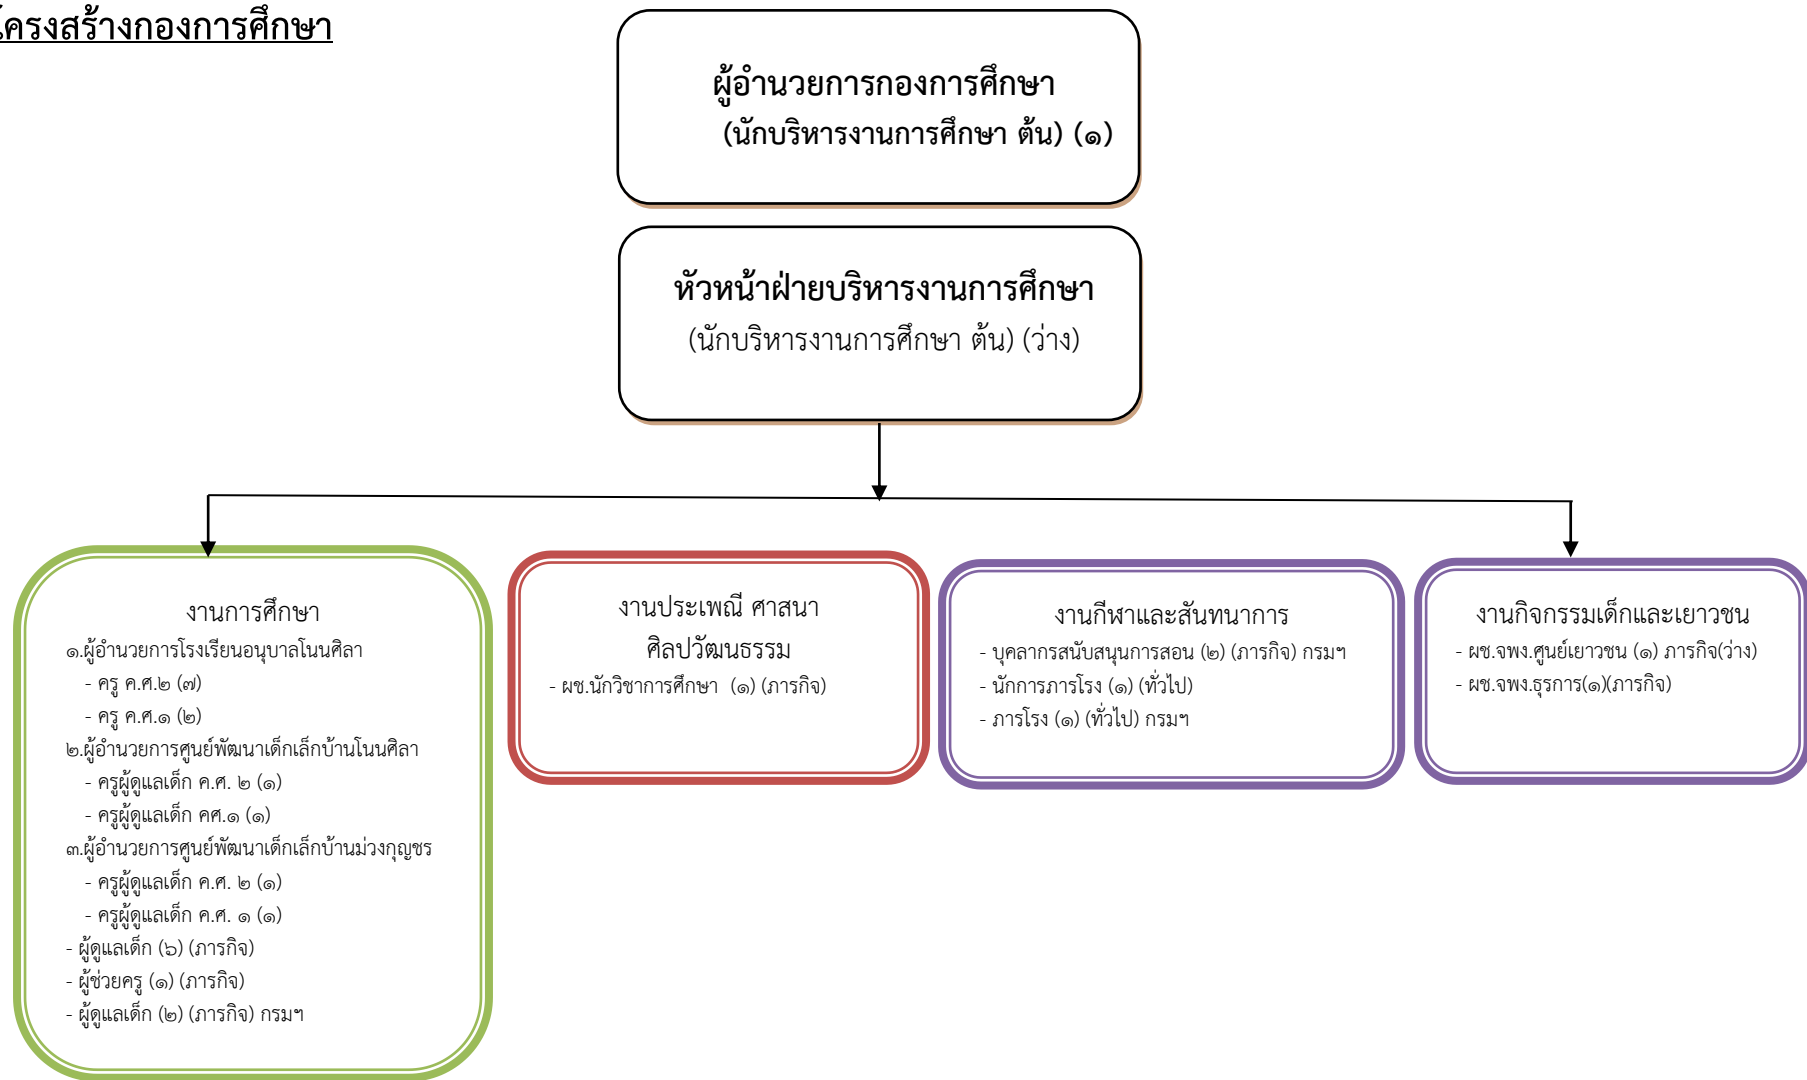 โครงสร้างกองการศึกษา
ผู้อำนวยการกองการศึกษา
(นักบริหารงานการศึกษา ต้น) (๑)
หัวหน้าฝ่ายบริหารงานการศึกษา
(นักบริหารงานการศึกษา ต้น) (ว่าง)
งานการศึกษา
๑.ผู้อำนวยการโรงเรียนอนุบาลโนนศิลา
- ครู ค.ศ.๒ (๗)
- ครู ค.ศ.๑ (๒)
๒.ผู้อำนวยการศูนย์พัฒนาเด็กเล็กบ้านโนนศิลา
- ครูผู้ดูแลเด็ก ค.ศ. ๒ (๑)
- ครูผู้ดูแลเด็ก คศ.๑ (๑)
๓.ผู้อำนวยการศูนย์พัฒนาเด็กเล็กบ้านม่วงกุญชร
- ครูผู้ดูแลเด็ก ค.ศ. ๒ (๑)
- ครูผู้ดูแลเด็ก ค.ศ. ๑ (๑)
- ผู้ดูแลเด็ก (๖) (ภารกิจ)
- ผู้ช่วยครู (๑) (ภารกิจ)
- ผู้ดูแลเด็ก (๒) (ภารกิจ) กรมฯ
งานประเพณี ศาสนา
ศิลปวัฒนธรรม
- ผช.นักวิชาการศึกษา (๑) (ภารกิจ)
งานกีฬาและสันทนาการ
- บุคลากรสนับสนุนการสอน (๒) (ภารกิจ) กรมฯ
- นักการภารโรง (๑) (ทั่วไป)
- ภารโรง (๑) (ทั่วไป) กรมฯ
งานกิจกรรมเด็กและเยาวชน
- ผช.จพง.ศูนย์เยาวชน (๑) ภารกิจ(ว่าง)
- ผช.จพง.ธุรการ(๑)(ภารกิจ)